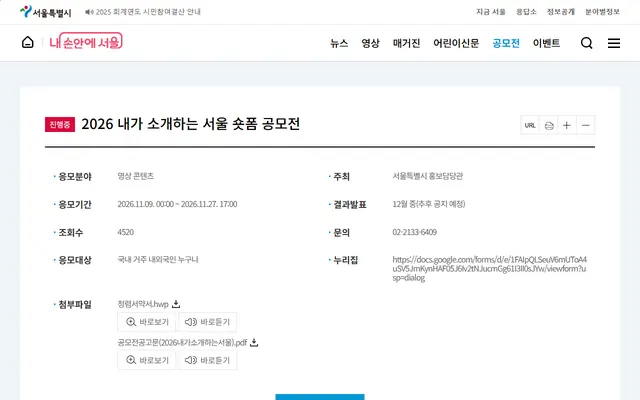 서울특별시
2025 회계연도 시민참여결산 안내
지금 서울 응답소 정보공개 분야별정보
내 손안에 서울
뉴스 영상 매거진 어린이신문 공모전 이벤트
진행중 2026 내가 소개하는 서울 숏폼 공모전
URL
응모분야 영상 콘텐츠
주최 서울특별시 홍보담당관
응모기간 2026.11.09. 00:00 ~ 2026.11.27. 17:00
결과발표 12월 중(추후 공지 예정)
조회수 4520
문의 02-2133-6409
응모대상 국내 거주 내외국인 누구나
누리집 https://docs.google.com/forms/d/e/1FAIpQLSeuV6mUToA4
uSV5JmKynHAF05J6Iv2tNJucmGg61I3II0sJYw/viewform?u
sp=dialog
첨부파일 청렴서약서.hwp
바로보기 바로듣기
공모전공고문(2026내가소개하는서울).pdf
바로보기 바로듣기